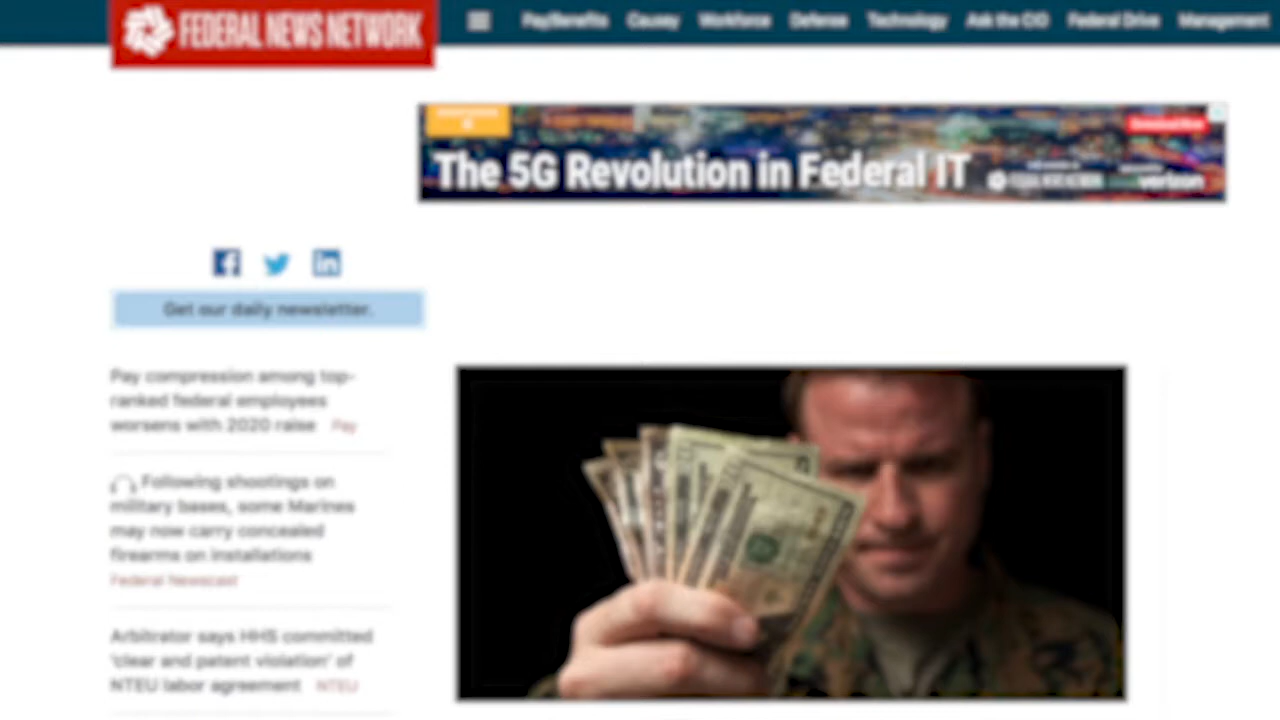 FEDERAL NEWS NETWORK
Pay/Benefits Causey Workforce Defense Technology Ask the CIO Federal Drive Management
The 5G Revolution in Federal IT
verizon
Get our daily newsletter.
Pay compression among top-
ranked federal employees
worsens with 2020 raise Pay
Following shootings on
military bases, some Marines
may now carry concealed
firearms on installations
Federal Newscast
Arbitrator says HHS committed
'clear and patent violation' of
NTEU labor agreement NTEU